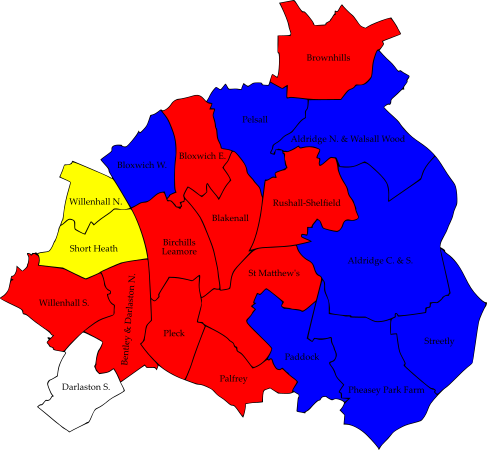 Brownhills
Pelsall
Aldridge N. & Walsall Wood
Bloxwich E.
Bloxwich W.
Willenhall N.
Rushall-Shelfield
Blakenall
Short Heath
Birchills
Leamore
Aldridge C. & S.
St Matthew's
Willenhall S.
Bentley & Darlaston N.
Pleck
Streetly
Paddock
Palfrey
Darlaston S.
Pheasey Park Farm